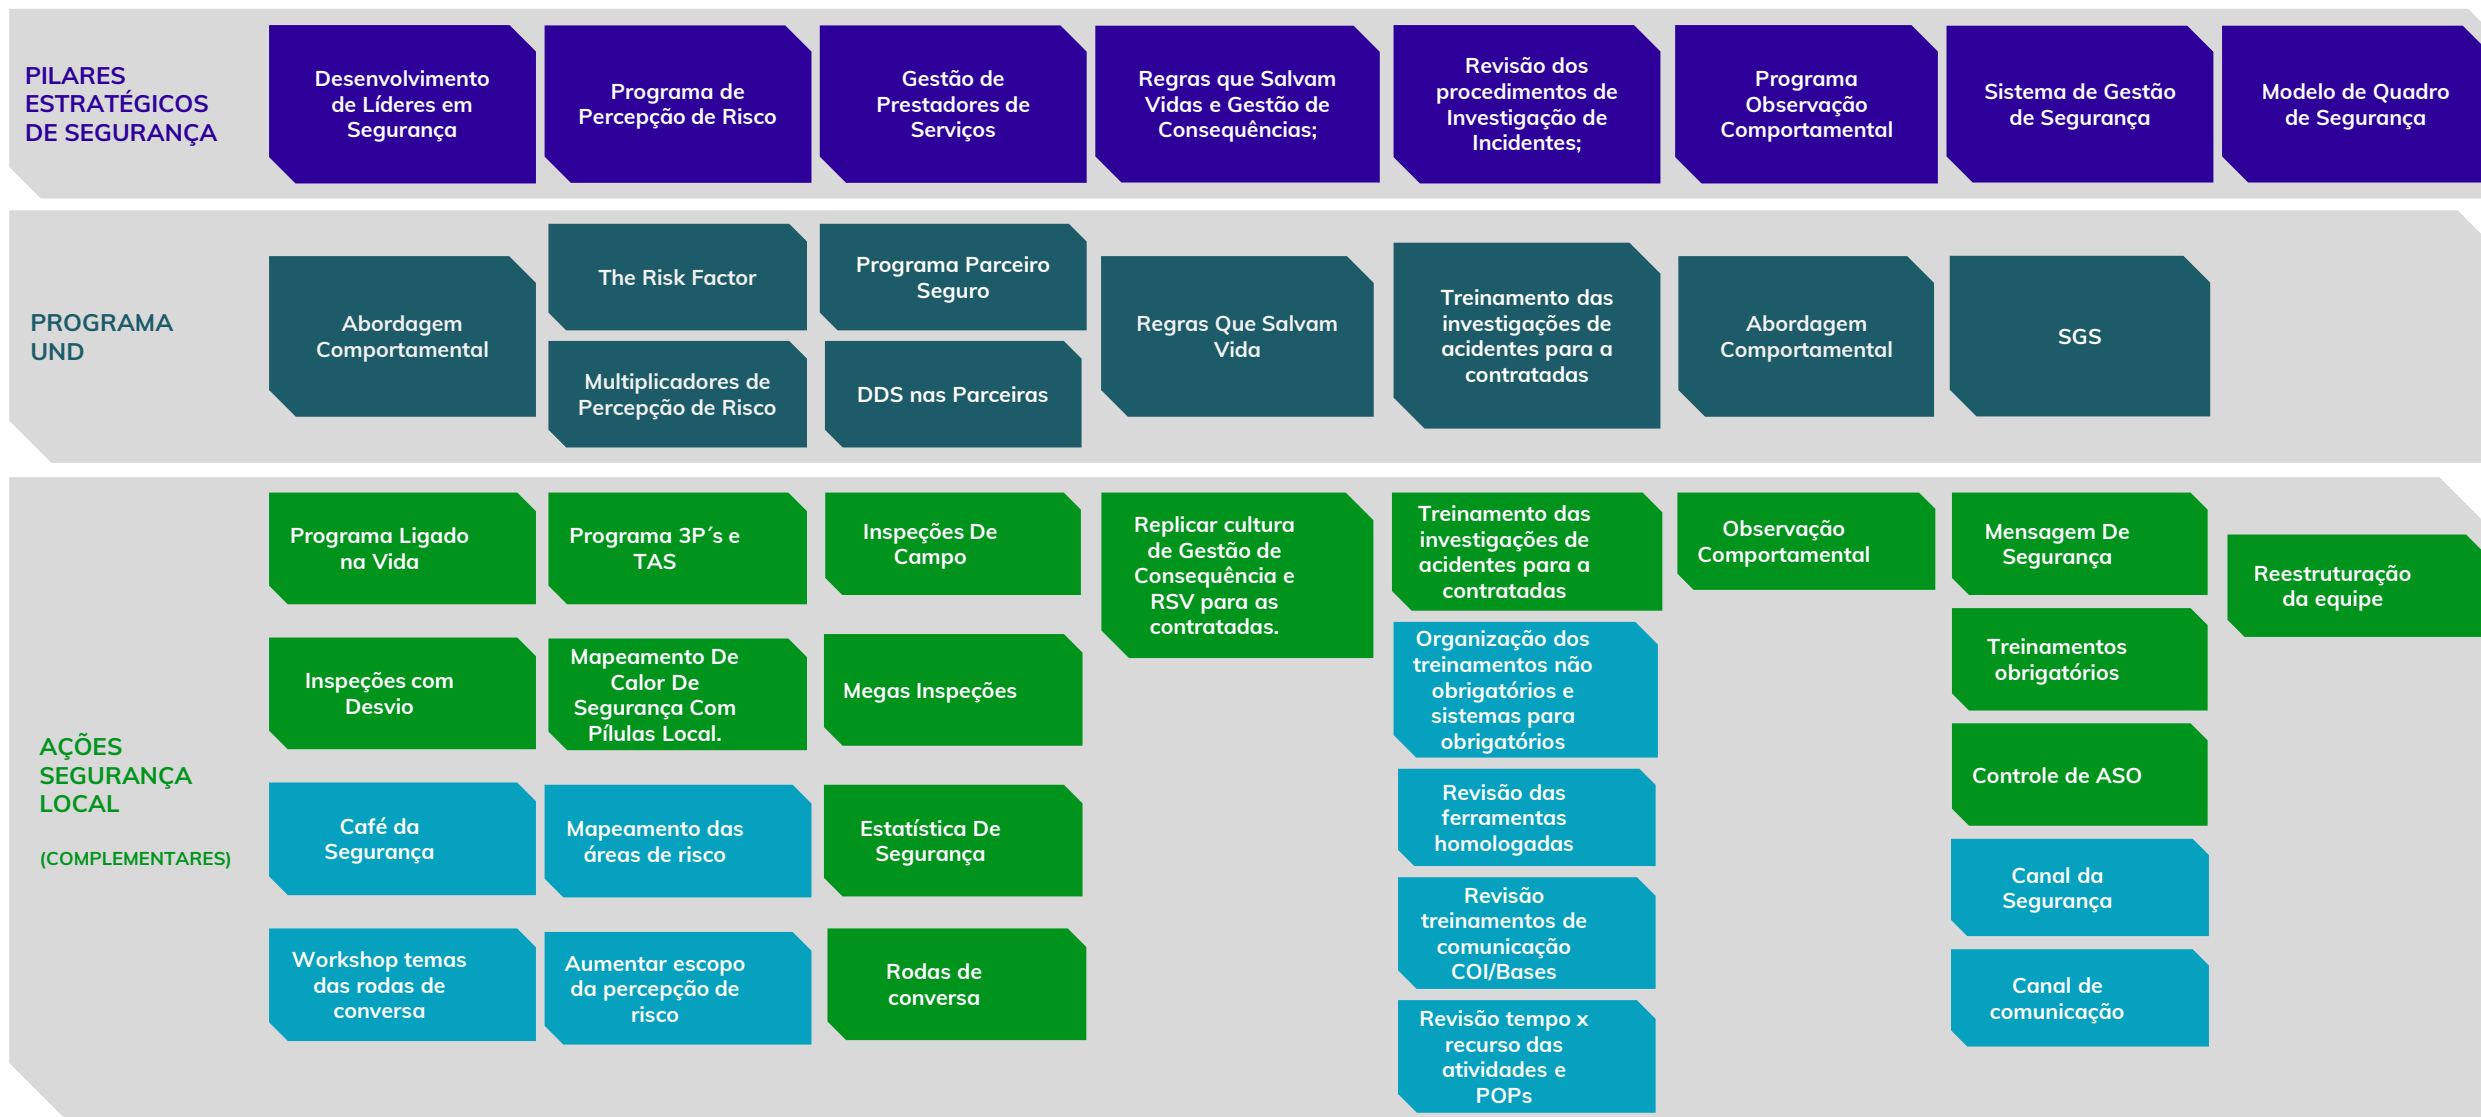 PILARES
ESTRATÉGICOS
DE SEGURANÇA
Desenvolvimento
de Líderes em
Segurança
Programa de
Percepção de Risco
Gestão de
Prestadores de
Serviços
Regras que Salvam
Vidas e Gestão de
Consequências;
Revisão dos
procedimentos de
Investigação de
Incidentes;
Programa
Observação
Comportamental
Sistema de Gestão
de Segurança
Modelo de Quadro
de Segurança
PROGRAMA
UND
Abordagem
Comportamental
The Risk Factor
Multiplicadores de
Percepção de Risco
Programa Parceiro
Seguro
DDS nas Parceiras
Regras Que Salvam
Vida
Treinamento das
investigações de
acidentes para a
contratadas
Abordagem
Comportamental
SGS
AÇÕES
SEGURANÇA
LOCAL
(COMPLEMENTARES)
Programa Ligado
na Vida
Inspeções com
Desvio
Café da
Segurança
Workshop temas
das rodas de
conversa
Programa 3P´s e
TAS
Mapeamento De
Calor De
Segurança Com
Pílulas Local.
Mapeamento das
áreas de risco
Aumentar escopo
da percepção de
risco
Inspeções De
Campo
Megas Inspeções
Estatística De
Segurança
Rodas de
conversa
Replicar cultura
de Gestão de
Consequência e
RSV para as
contratadas.
Treinamento das
investigações de
acidentes para a
contratadas
Organização dos
treinamentos não
obrigatórios e
sistemas para
obrigatórios
Revisão das
ferramentas
homologadas
Revisão
treinamentos de
comunicação
COI/Bases
Revisão tempo x
recurso das
atividades e
POPs
Observação
Comportamental
Mensagem De
Segurança
Treinamentos
obrigatórios
Controle de ASO
Canal da
Segurança
Canal de
comunicação
Reestruturação
da equipe